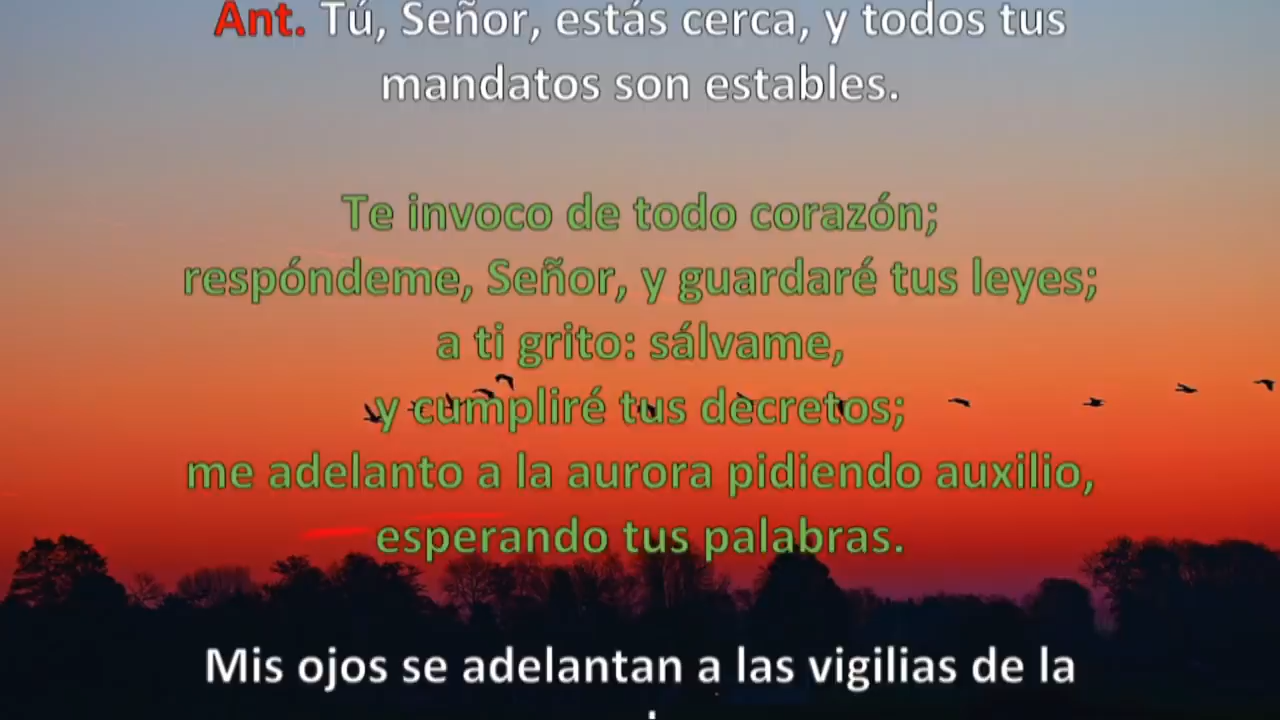 Ant. Tú, Señor, estás cerca, y todos tus
mandatos son estables.
Te invoco de todo corazón;
respóndeme, Señor, y guardaré tus leyes;
a ti grito: sálvame,
y cumpliré tus decretos;
me adelanto a la aurora pidiendo auxilio,
esperando tus palabras.
Mis ojos se adelantan a las vigilias de la